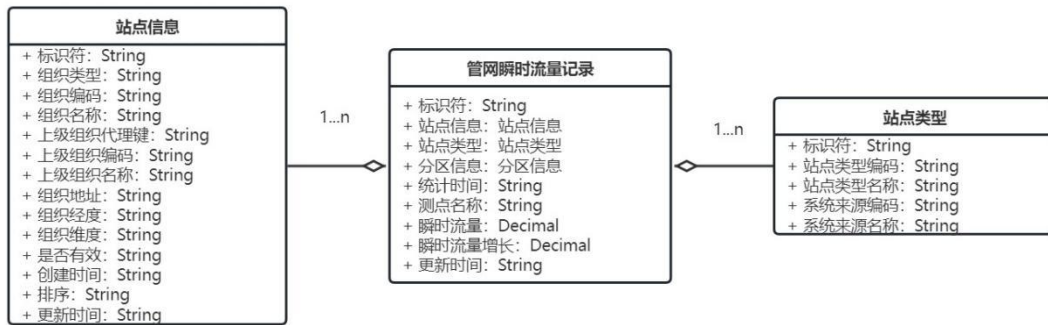 站点信息
+ 标识符：String
+ 组织类型：String
+ 组织编码：String
+ 组织名称：String
+ 上级组织代理键：String
+ 上级组织编码：String
+ 上级组织名称：String
+ 组织地址：String
+ 组织经度：String
+ 组织维度：String
+ 是否有效：String
+ 创建时间：String
+ 排序：String
+ 更新时间：String
1...n
管网瞬时流量记录
+ 标识符：String
+ 站点信息：站点信息
+ 站点类型：站点类型
+ 分区信息：分区信息
+ 统计时间：String
+ 测点名称：String
+ 瞬时流量：Decimal
+ 瞬时流量增长：Decimal
+ 更新时间：String
1...n
站点类型
+ 标识符：String
+ 站点类型编码：String
+ 站点类型名称：String
+ 系统来源编码：String
+ 系统来源名称：String